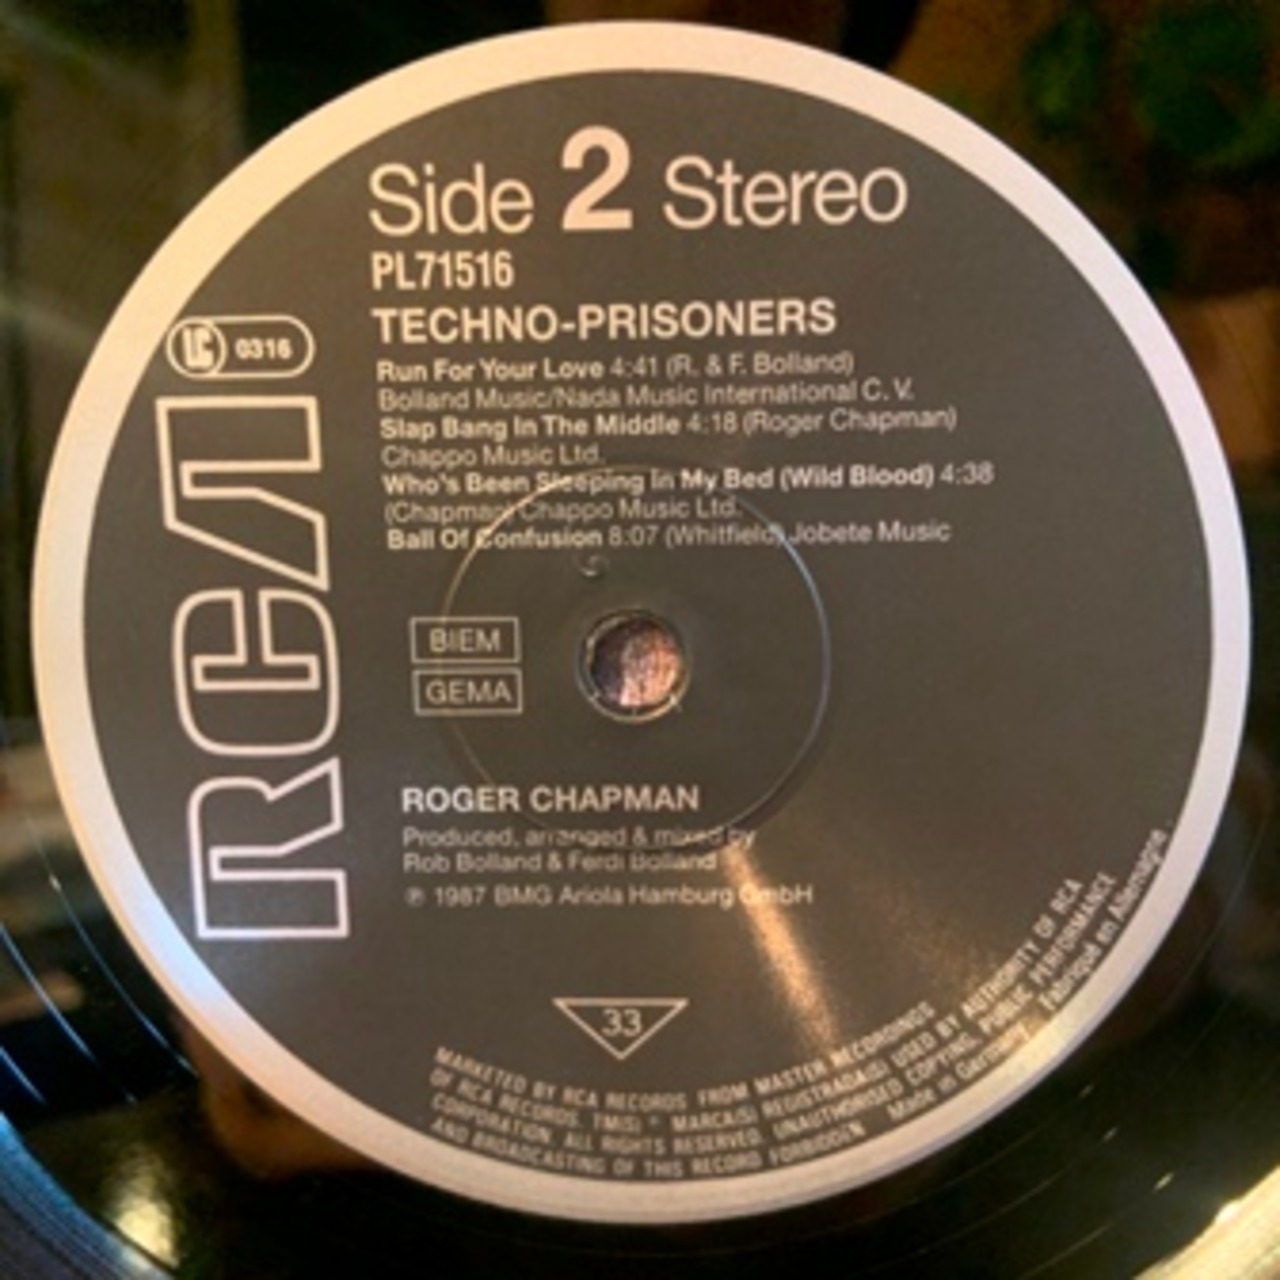 Side 2 Stereo
PL71516
TECHNO-PRISONERS
LC 0316
Run For Your Love 4:41 (R. & F. Bolland)
Bolland Music/Nada Music International C. V.
Slap Bang In The Middle 4:18 (Roger Chapman)
Chappo Music Ltd.
Who's Been Sleeping In My Bed (Wild Blood) 4:38
(Chapman) Chappo Music Ltd.
Ball Of Confusion 8:07 (Whitfield) Jobete Music
RCA
BIEM
GEMA
ROGER CHAPMAN
Produced, arranged & mixed by
Rob Bolland & Ferdi Bolland
℗ 1987 BMG Ariola Hamburg GmbH
33
MARKETED BY RCA RECORDS FROM MASTER RECORDINGS
OF RCA RECORDS. TM(S) ® MARCA(S) REGISTRADA(S) USED BY AUTHORITY OF RCA
CORPORATION. ALL RIGHTS RESERVED. UNAUTHORISED COPYING, PUBLIC PERFORMANCE
AND BROADCASTING OF THIS RECORD FORBIDDEN Made in Germany Fabriqué en Allemagne